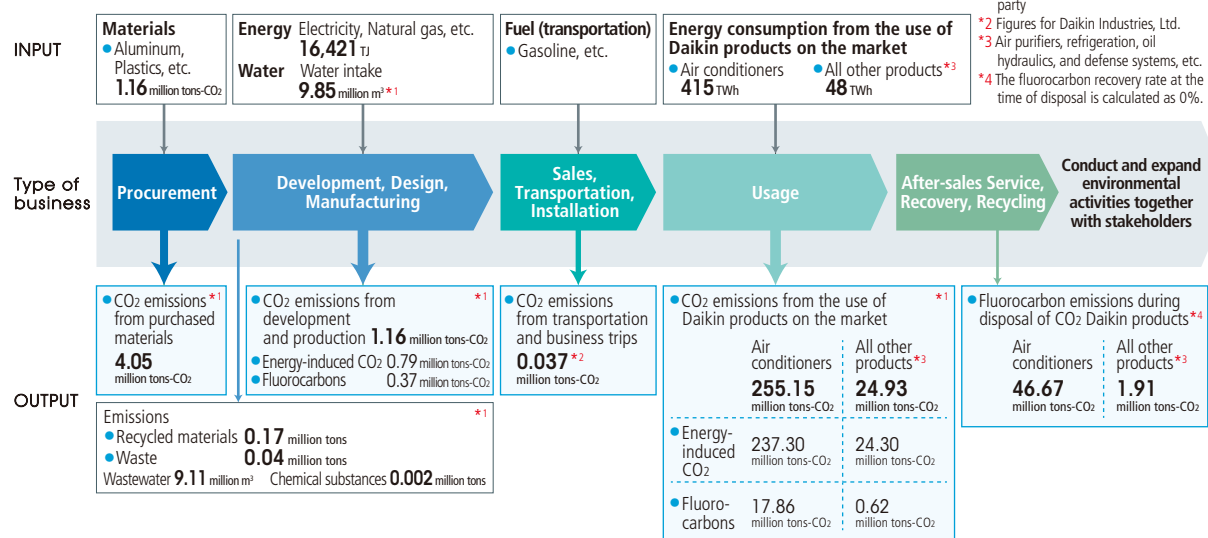 party
*2 Figures for Daikin Industries, Ltd.
*3 Air purifiers, refrigeration, oil
hydraulics, and defense systems, etc.
*4 The fluorocarbon recovery rate at the
time of disposal is calculated as 0%.
INPUT
Materials
Aluminum,
Plastics, etc.
1.16 million tons-CO2
Energy Electricity, Natural gas, etc.
16,421 TJ
Water Water intake
9.85 million m³ *1
Fuel (transportation)
Gasoline, etc.
Energy consumption from the use of
Daikin products on the market
Air conditioners
415 TWh
All other products*3
48 TWh
Type of
business
Procurement
Development, Design,
Manufacturing
Sales,
Transportation,
Installation
Usage
After-sales Service,
Recovery, Recycling
Conduct and expand
environmental
activities together
with stakeholders
OUTPUT
CO2 emissions *1
from purchased
materials
4.05
million tons-CO2
CO2 emissions from *1
development
and production 1.16 million tons-CO2
Energy-induced CO2 0.79 million tons-CO2
Fluorocarbons 0.37 million tons-CO2
CO2 emissions
from transportation
and business trips
0.037 *2
million tons-CO2
CO2 emissions from the use of *1
Daikin products on the market
Air
conditioners
255.15
million tons-CO2
All other
products*3
24.93
million tons-CO2
Energy-
induced
CO2
237.30
million tons-CO2
24.30
million tons-CO2
Fluoro-
carbons
17.86
million tons-CO2
0.62
million tons-CO2
Fluorocarbon emissions during
disposal of CO2 Daikin products*4
Air
conditioners
46.67
million tons-CO2
All other
products*3
1.91
million tons-CO2
Emissions *1
Recycled materials 0.17 million tons
Waste 0.04 million tons
Wastewater 9.11 million m³ Chemical substances 0.002 million tons